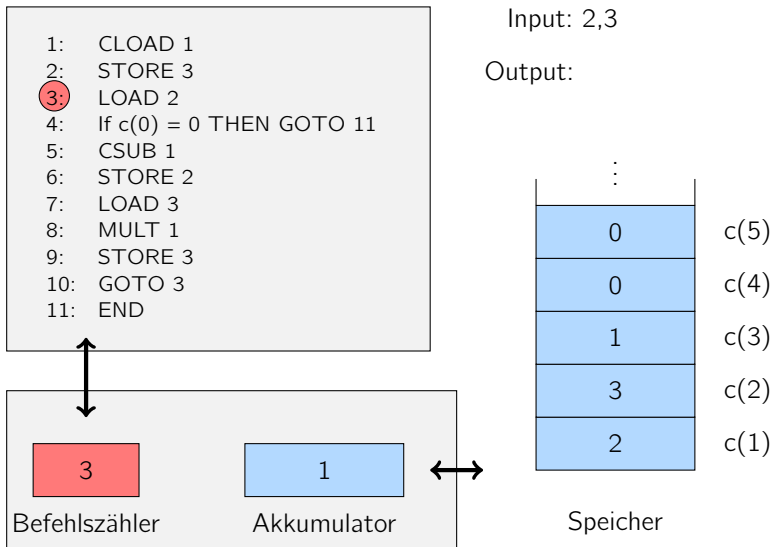 1: CLOAD 1
2: STORE 3
3: LOAD 2
4: If c(0) = 0 THEN GOTO 11
5: CSUB 1
6: STORE 2
7: LOAD 3
8: MULT 1
9: STORE 3
10: GOTO 3
11: END
Input: 2,3
Output:
⋮
0 c(5)
0 c(4)
1 c(3)
3 c(2)
2 c(1)
Speicher
3
Befehlszähler
1
Akkumulator